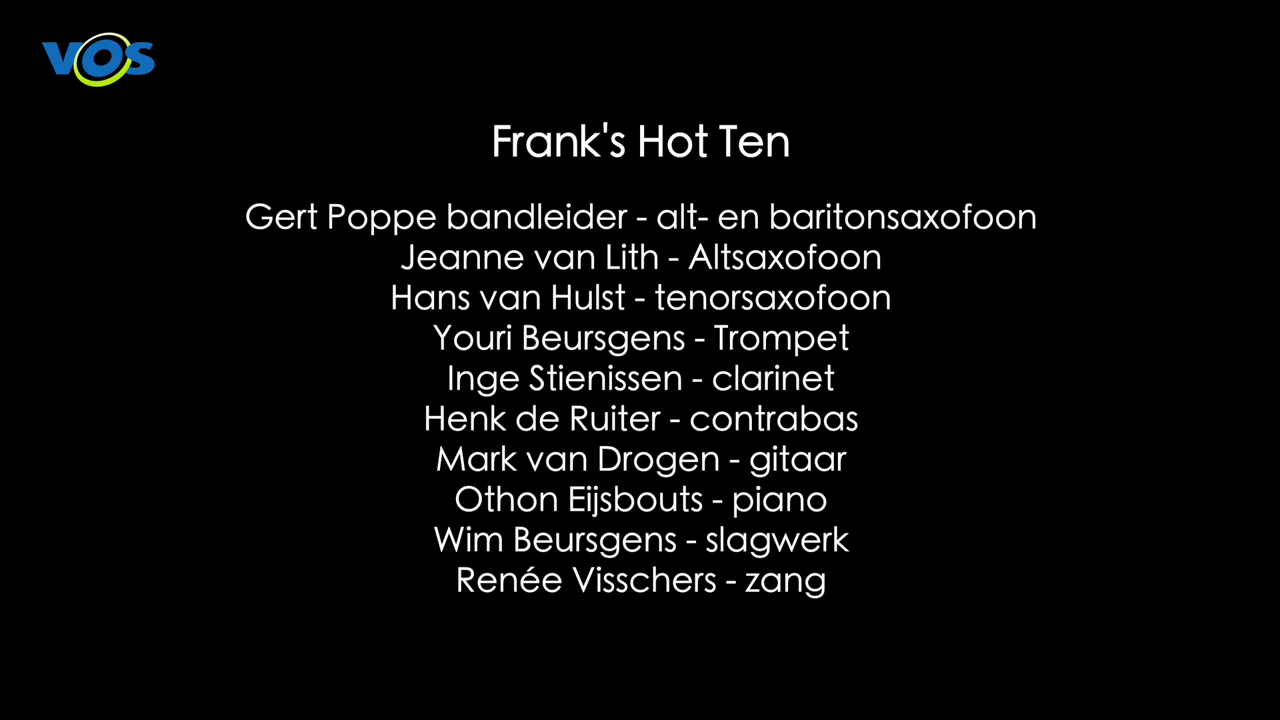 VOS
Frank's Hot Ten
Gert Poppe bandleider - alt- en baritonsaxofoon
Jeanne van Lith - Altsaxofoon
Hans van Hulst - tenorsaxofoon
Youri Beursgens - Trompet
Inge Stienissen - clarinet
Henk de Ruiter - contrabas
Mark van Drogen - gitaar
Othon Eijsbouts - piano
Wim Beursgens - slagwerk
Renée Visschers - zang